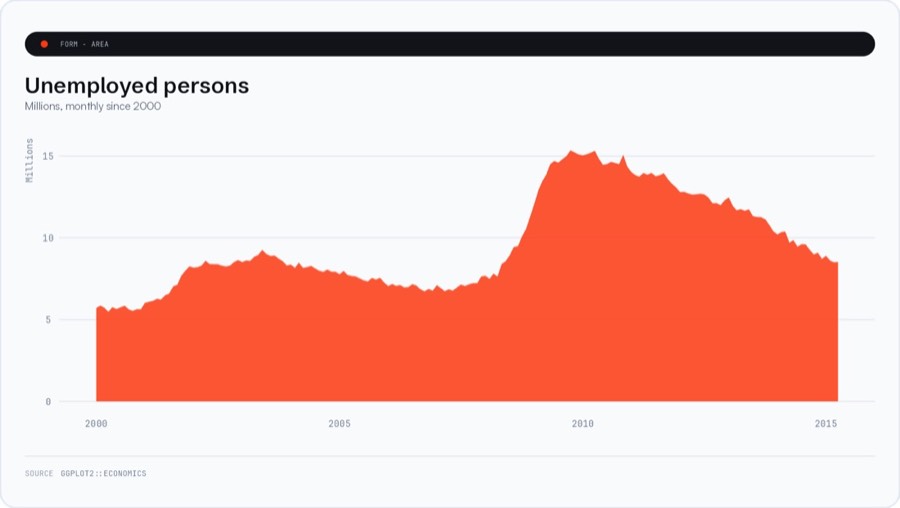 FORM - AREA
Unemployed persons
Millions, monthly since 2000
Millions
15
10
5
0
2000 2005 2010 2015
SOURCE GGPLOT2::ECONOMICS